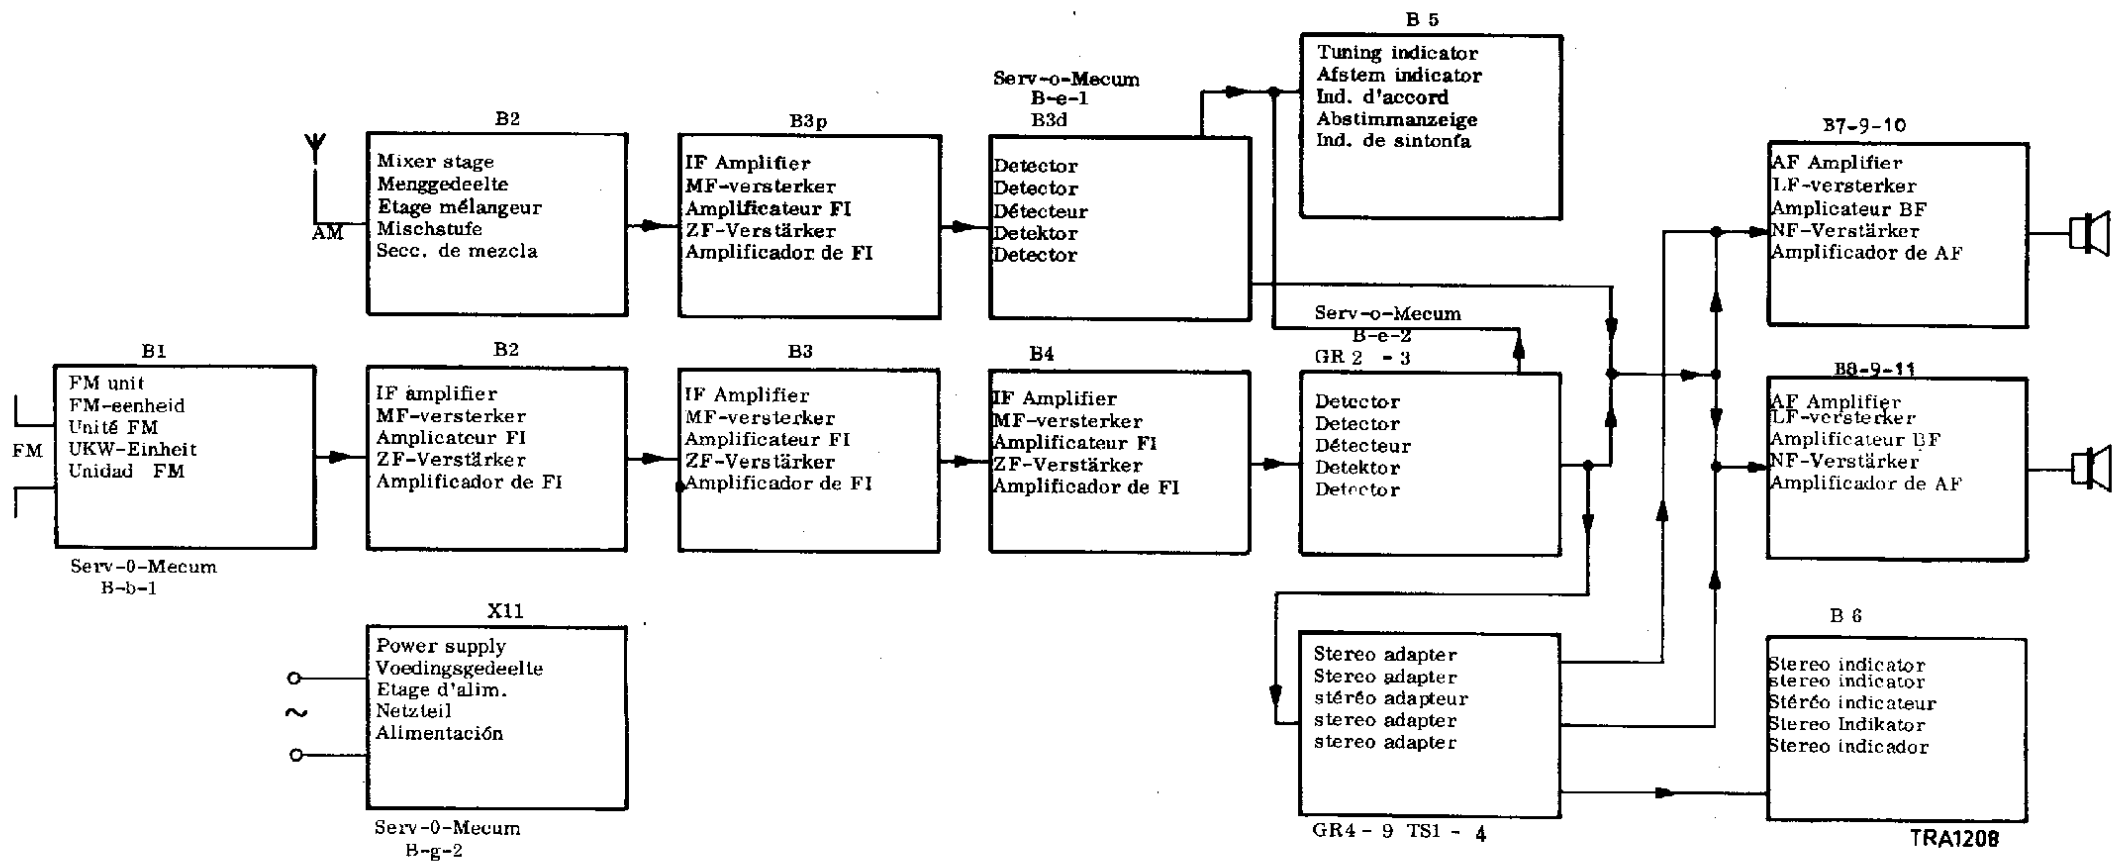 B 5
Tuning indicator
Afstem indicator
Ind. d'accord
Abstimmanzeige
Ind. de sintonfa
Serv-o-Mecum
B-e-1
B3d
Detector
Detector
Détecteur
Detektor
Detector
B3p
IF Amplifier
MF-versterker
Amplificateur FI
ZF-Verstärker
Amplificador de FI
B2
Mixer stage
Menggedeelte
Etage mélangeur
Mischstufe
Secc. de mezcla
AM
B7-9-10
AF Amplifier
LF-versterker
Amplicateur BF
NF-Verstärker
Amplificador de AF
B1
FM unit
FM-eenheid
Unité FM
UKW-Einheit
Unidad FM
FM
Serv-0-Mecum
B-b-1
B2
IF amplifier
MF-versterker
Amplicateur FI
ZF-Verstärker
Amplificador de FI
B3
IF Amplifier
MF-versterker
Amplificateur FI
ZF-Verstärker
Amplificador de FI
B4
IF Amplifier
MF-versterker
Amplificateur FI
ZF-Verstärker
Amplificador de FI
Serv-o-Mecum
B-e-2
GR 2 - 3
Detector
Detector
Détecteur
Detektor
Detector
B8-9-11
AF Amplifier
LF-versterker
Amplificateur BF
NF-Verstärker
Amplificador de AF
X11
Power supply
Voedingsgedeelte
Etage d'alim.
Netzteil
Alimentación
~
Serv-0-Mecum
B-g-2
Stereo adapter
Stereo adapter
stéréo adapteur
stereo adapter
stereo adapter
GR4 - 9 TS1 - 4
B 6
Stereo indicator
stereo indicator
Stéréo indicateur
Stereo Indikator
Stereo indicador
TRA1208